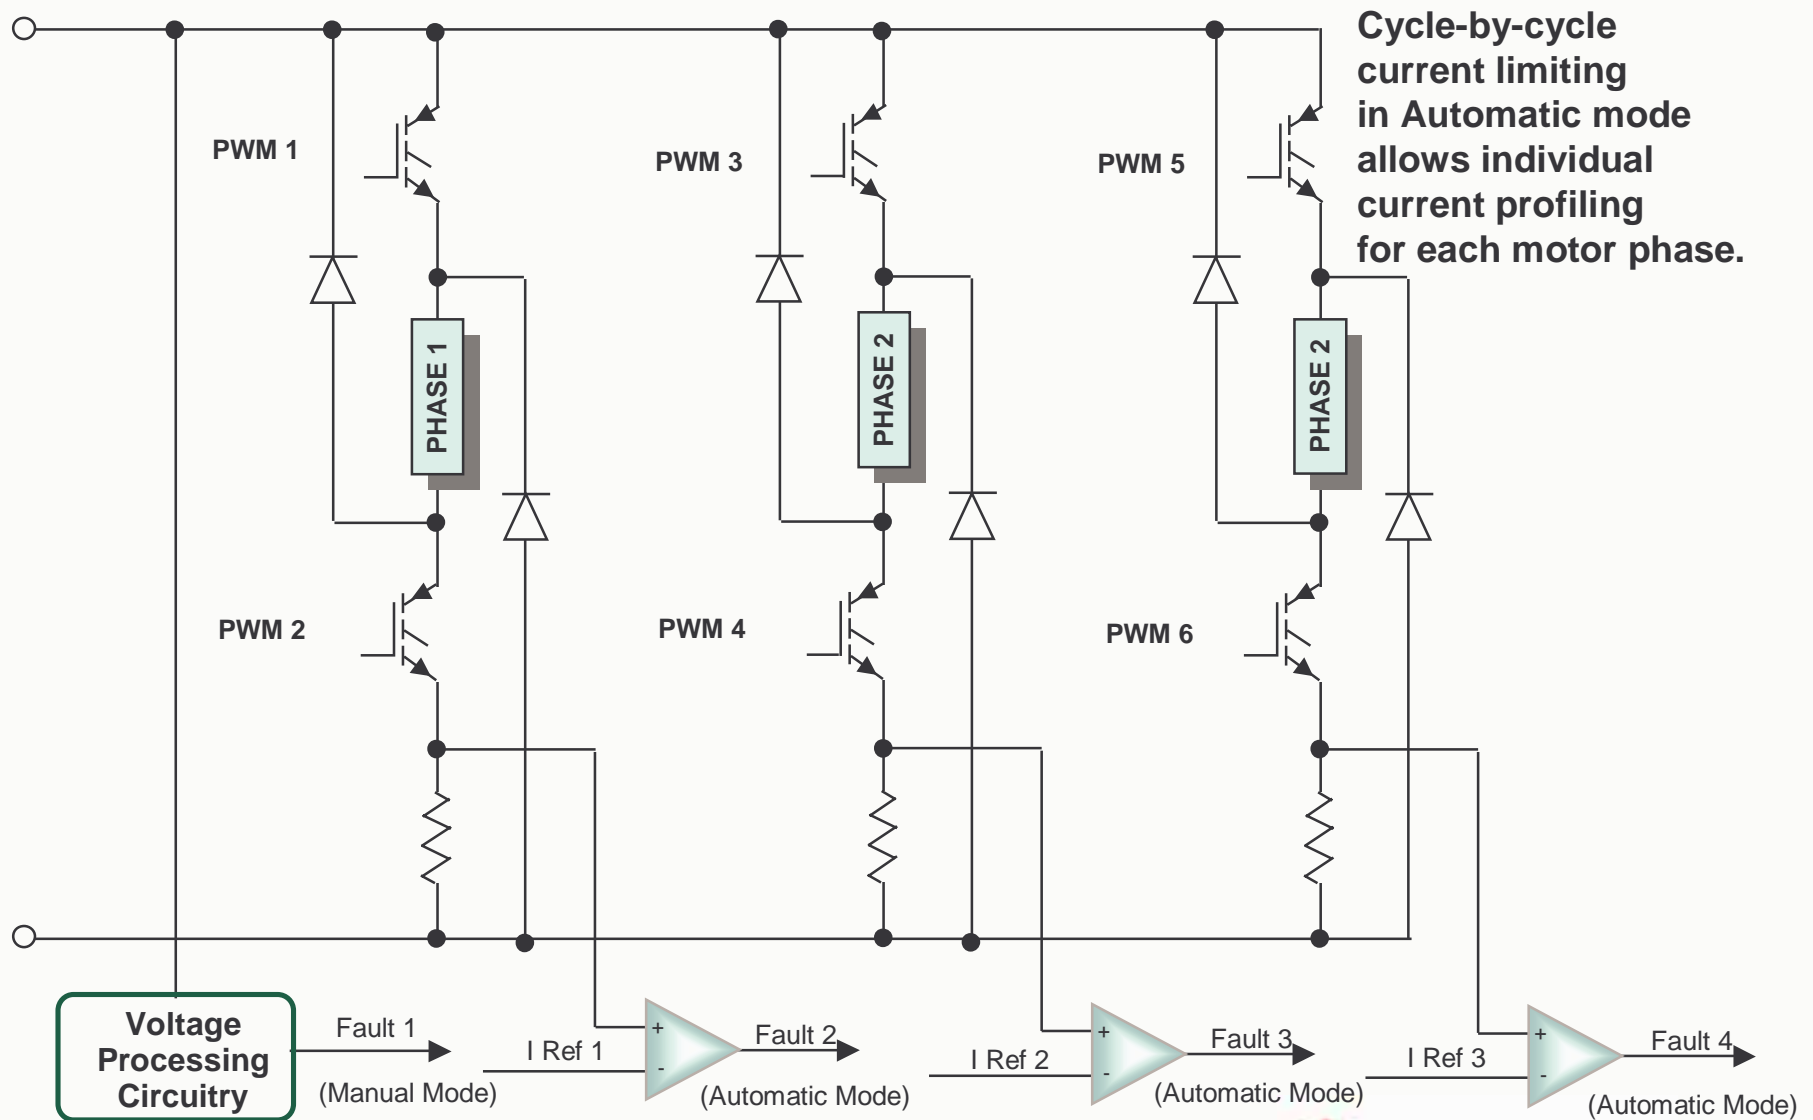 Cycle-by-cycle
current limiting
in Automatic mode
allows individual
current profiling
for each motor phase.
PWM 1
PWM 3
PWM 5
PHASE 1
PHASE 2
PHASE 2
PWM 2
PWM 4
PWM 6
Voltage
Processing
Circuitry
Fault 1
(Manual Mode)
I Ref 1
+
-
Fault 2
(Automatic Mode)
I Ref 2
+
-
Fault 3
(Automatic Mode)
I Ref 3
+
-
Fault 4
(Automatic Mode)